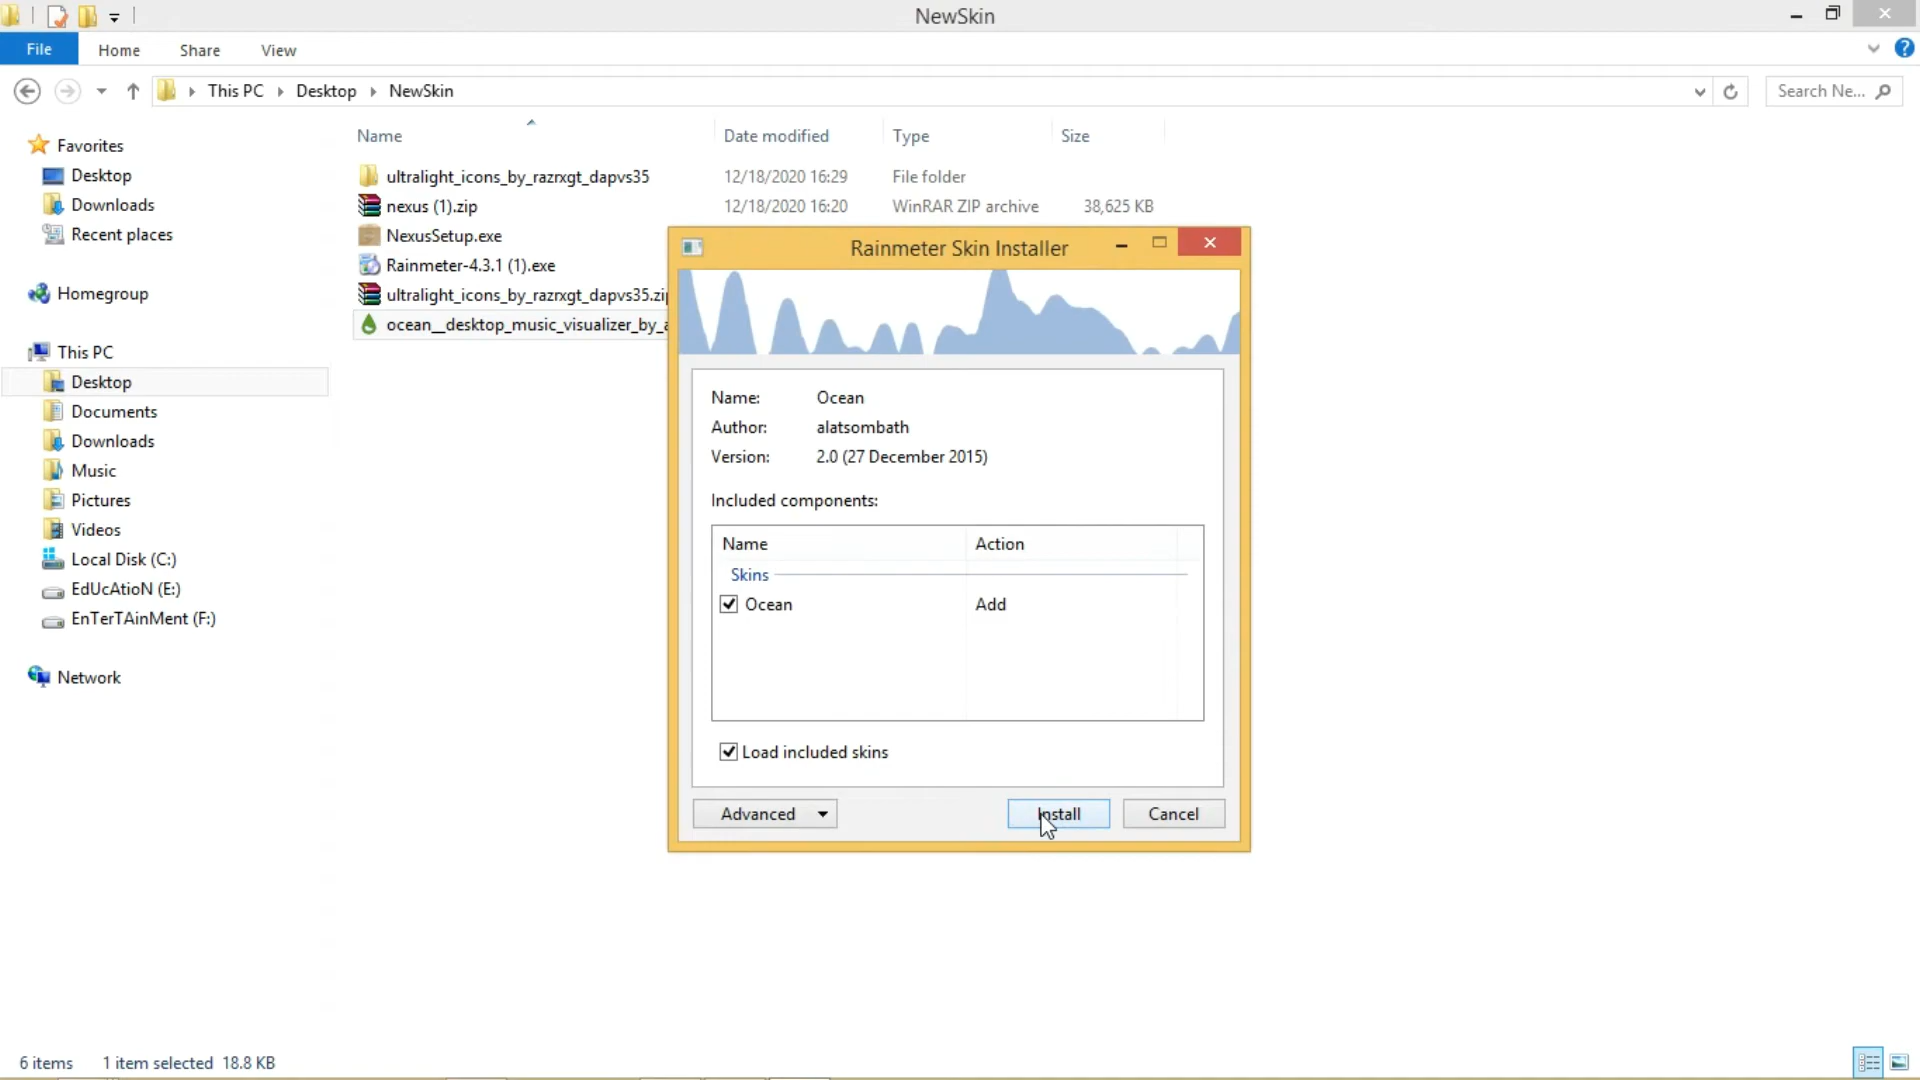 NewSkin
File
Home
Share
View
This PC
Desktop
NewSkin
Search Ne...
Name
Date modified
Type
Size
Favorites
Desktop
Downloads
Recent places
Homegroup
This PC
Desktop
Documents
Downloads
Music
Pictures
Videos
Local Disk (C:)
EdUcAtioN (E:)
EnTerTAinMent (F:)
Network
ultralight_icons_by_razrxgt_dapvs35 12/18/2020 16:29 File folder
nexus (1).zip 12/18/2020 16:20 WinRAR ZIP archive 38,625 KB
NexusSetup.exe
Rainmeter-4.3.1 (1).exe
ultralight_icons_by_razrxgt_dapvs35.zip
ocean__desktop_music_visualizer_by_a
Rainmeter Skin Installer
Name: Ocean
Author: alatsombath
Version: 2.0 (27 December 2015)
Included components:
Name Action
Skins
Ocean Add
Load included skins
Advanced
Install
Cancel
6 items 1 item selected 18.8 KB